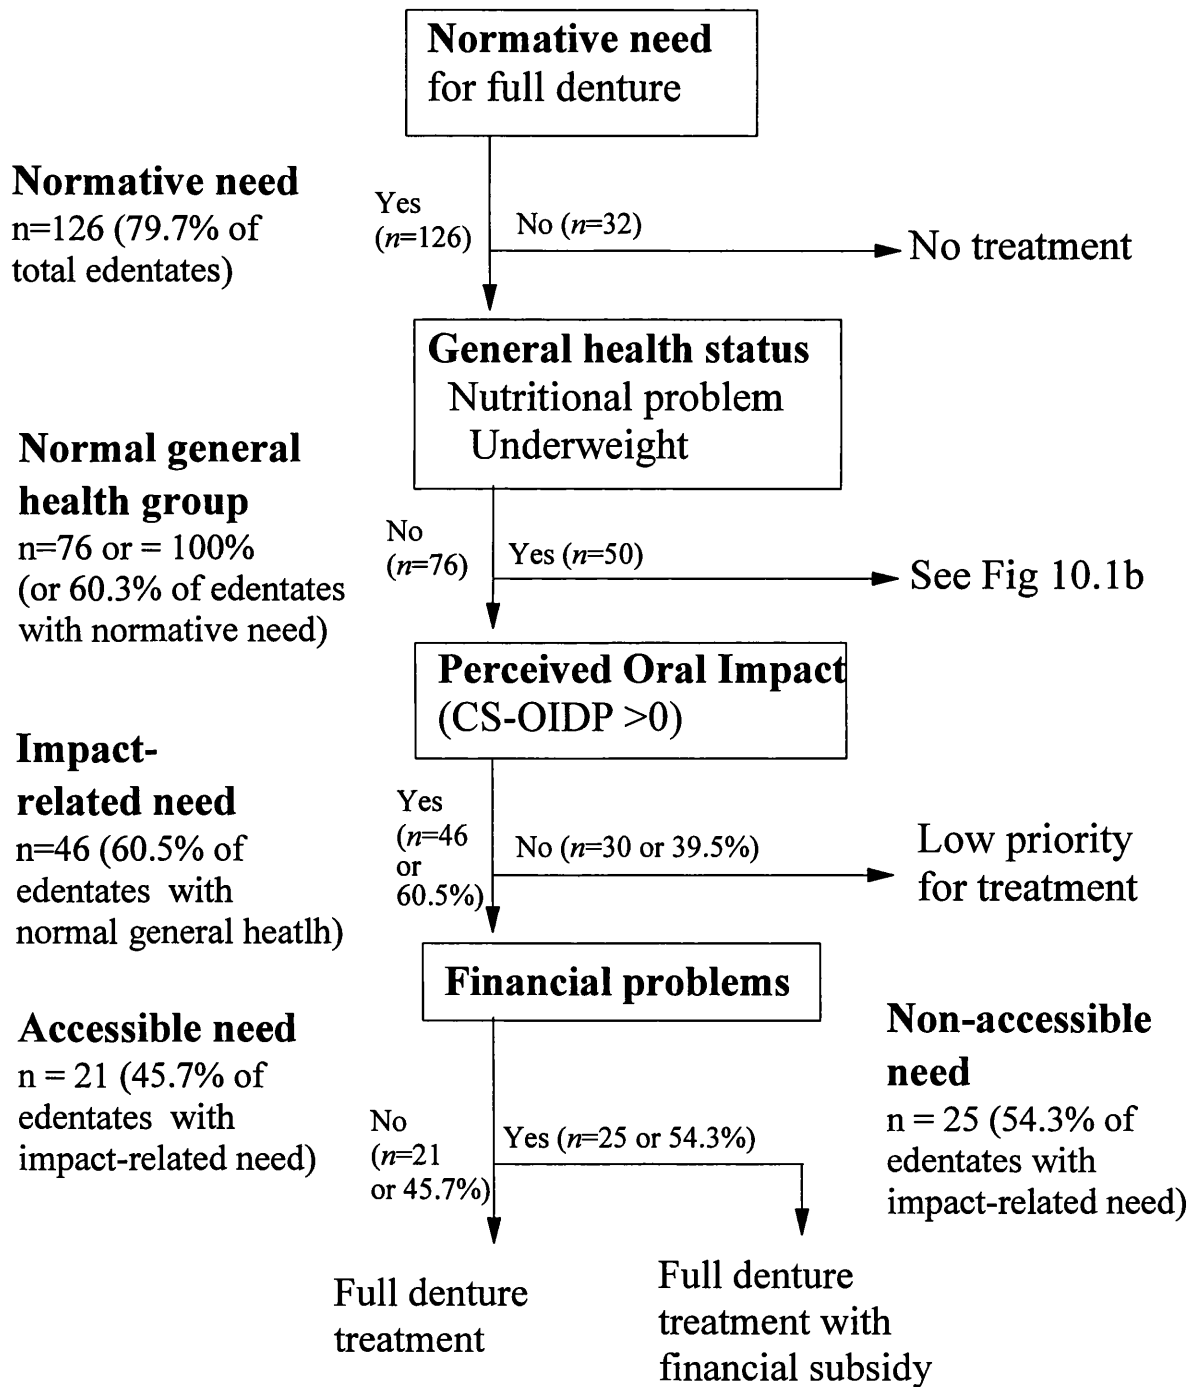 Normative need
for full denture
Normative need
n=126 (79.7% of
total edentates)
Yes
(n=126)
No (n=32)
No treatment
General health status
Nutritional problem
Underweight
Normal general
health group
n=76 or = 100%
(or 60.3% of edentates
with normative need)
No
(n=76)
Yes (n=50)
See Fig 10.1b
Perceived Oral Impact
(CS-OIDP >0)
Impact-
related need
n=46 (60.5% of
edentates with
normal general heatlh)
Yes
(n=46
or
60.5%)
No (n=30 or 39.5%)
Low priority
for treatment
Financial problems
Accessible need
n = 21 (45.7% of
edentates with
impact-related need)
No
(n=21
or 45.7%)
Yes (n=25 or 54.3%)
Non-accessible
need
n = 25 (54.3% of
edentates with
impact-related need)
Full denture
treatment
Full denture
treatment with
financial subsidy